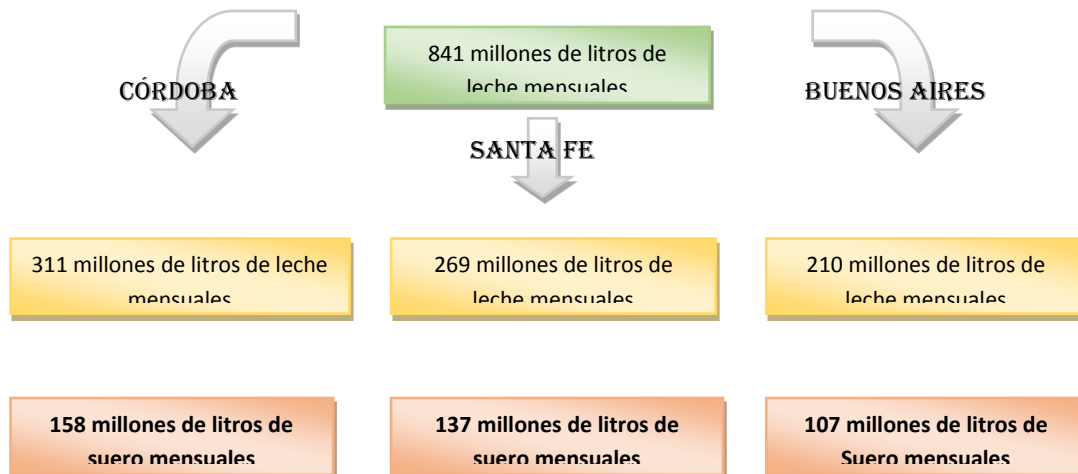 841 millones de litros de
leche mensuales
CÓRDOBA
SANTA FE
BUENOS AIRES
311 millones de litros de leche
mensuales
269 millones de litros de
leche mensuales
210 millones de litros de
leche mensuales
158 millones de litros de
suero mensuales
137 millones de litros de
suero mensuales
107 millones de litros de
Suero mensuales